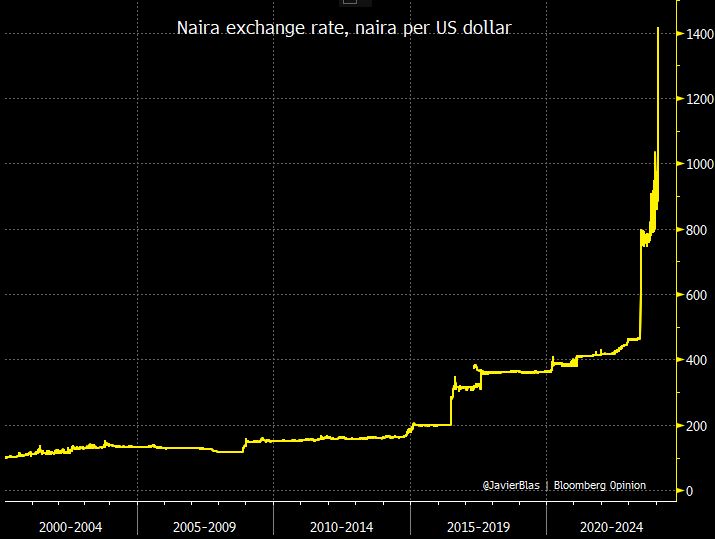 Naira exchange rate, naira per US dollar
1400
1200
1000
800
600
400
200
0
@JavierBlas | Bloomberg Opinion
2000-2004 2005-2009 2010-2014 2015-2019 2020-2024